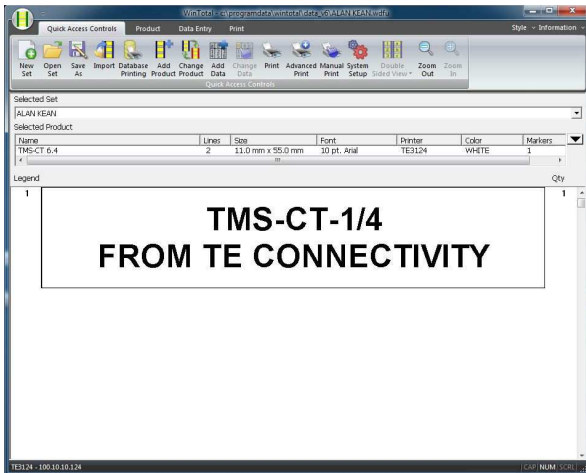 WinTotal - c:\programdata\wintotal\data_v6\ALAN KEAN.wdfu
Quick Access Controls Product Data Entry Print Style Information
New Set Open Set Save As Import Database Printing Add Product Change Product Add Data Change Data Print Advanced Print Manual Print System Setup Double Sided View Zoom Out Zoom In
Quick Access Controls
Selected Set
ALAN KEAN
Selected Product
Name Lines Size Font Printer Color Markers
TMS-CT 6.4 2 11.0 mm x 55.0 mm 10 pt. Arial TE3124 WHITE 1
Legend Qty
1 TMS-CT-1/4 1
FROM TE CONNECTIVITY
TE3124 - 100.10.10.124 CAP NUM SCRL